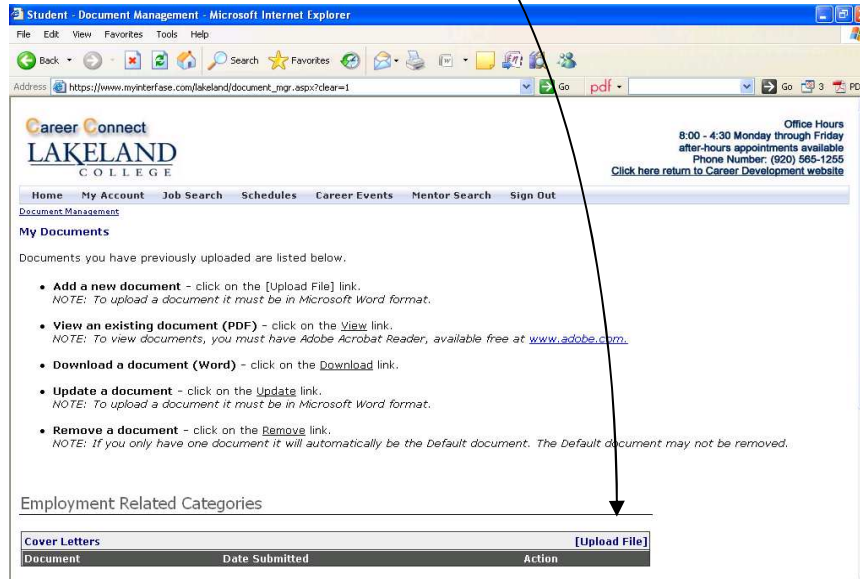 Student - Document Management - Microsoft Internet Explorer
File Edit View Favorites Tools Help
Back Search Favorites
Address https://www.myinterfase.com/lakeland/document_mgr.aspx?clear=1 Go pdf Go 3 PD
Career Connect
LAKELAND
COLLEGE
Office Hours
8:00 - 4:30 Monday through Friday
after-hours appointments available
Phone Number: (920) 565-1255
Click here return to Career Development website
Home My Account Job Search Schedules Career Events Mentor Search Sign Out
Document Management
My Documents
Documents you have previously uploaded are listed below.
• Add a new document - click on the [Upload File] link.
NOTE: To upload a document it must be in Microsoft Word format.
• View an existing document (PDF) - click on the View link.
NOTE: To view documents, you must have Adobe Acrobat Reader, available free at www.adobe.com.
• Download a document (Word) - click on the Download link.
• Update a document - click on the Update link.
NOTE: To upload a document it must be in Microsoft Word format.
• Remove a document - click on the Remove link.
NOTE: If you only have one document it will automatically be the Default document. The Default document may not be removed.
Employment Related Categories
Cover Letters [Upload File]
Document Date Submitted Action